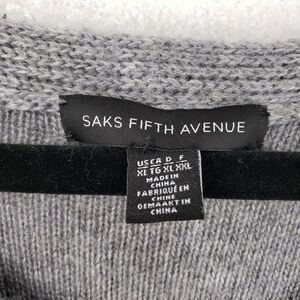 SAKS FIFTH AVENUE
US CA D F
XL TG XL XXL
MADE IN
CHINA
FABRIQUÉ EN
CHINE
GEMAAKT IN
CHINA